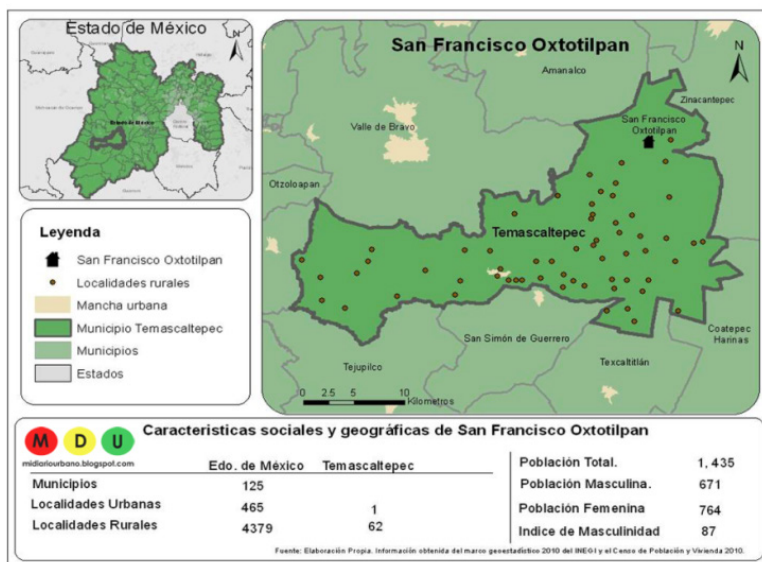 Estado de México
N
San Francisco Oxtotilpan
N
Amanalco
Zinacantepec
San Francisco
Oxtotilpan
Valle de Bravo
Otzoloapan
Temascaltepec
Coatepec
Harinas
San Simón de Guerrero
Texcaltitlán
Tejupilco
0 2.5 5 10
Kilometros
Leyenda
San Francisco Oxtotilpan
Localidades rurales
Mancha urbana
Municipio Temascaltepec
Municipios
Estados
M D U
midiariourbano.blogspot.com
Caracteristicas sociales y geográficas de San Francisco Oxtotilpan
Edo. de México Temascaltepec
Municipios 125
Localidades Urbanas 465 1
Localidades Rurales 4379 62
Población Total. 1, 435
Población Masculina. 671
Población Femenina 764
Indice de Masculinidad 87
Fuente: Elaboración Propia. Información obtenida del marco geoestadístico 2010 del INEGI y el Censo de Población y Vivienda 2010.